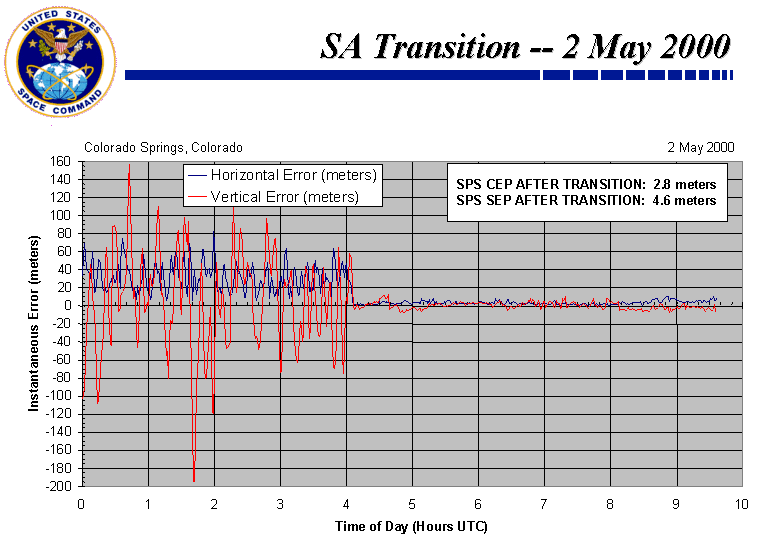 UNITED STATES
SPACE COMMAND
SA Transition -- 2 May 2000
Colorado Springs, Colorado
2 May 2000
Horizontal Error (meters)
Vertical Error (meters)
SPS CEP AFTER TRANSITION: 2.8 meters
SPS SEP AFTER TRANSITION: 4.6 meters
Instantaneous Error (meters)
160
140
120
100
80
60
40
20
0
-20
-40
-60
-80
-100
-120
-140
-160
-180
-200
0 1 2 3 4 5 6 7 8 9 10
Time of Day (Hours UTC)